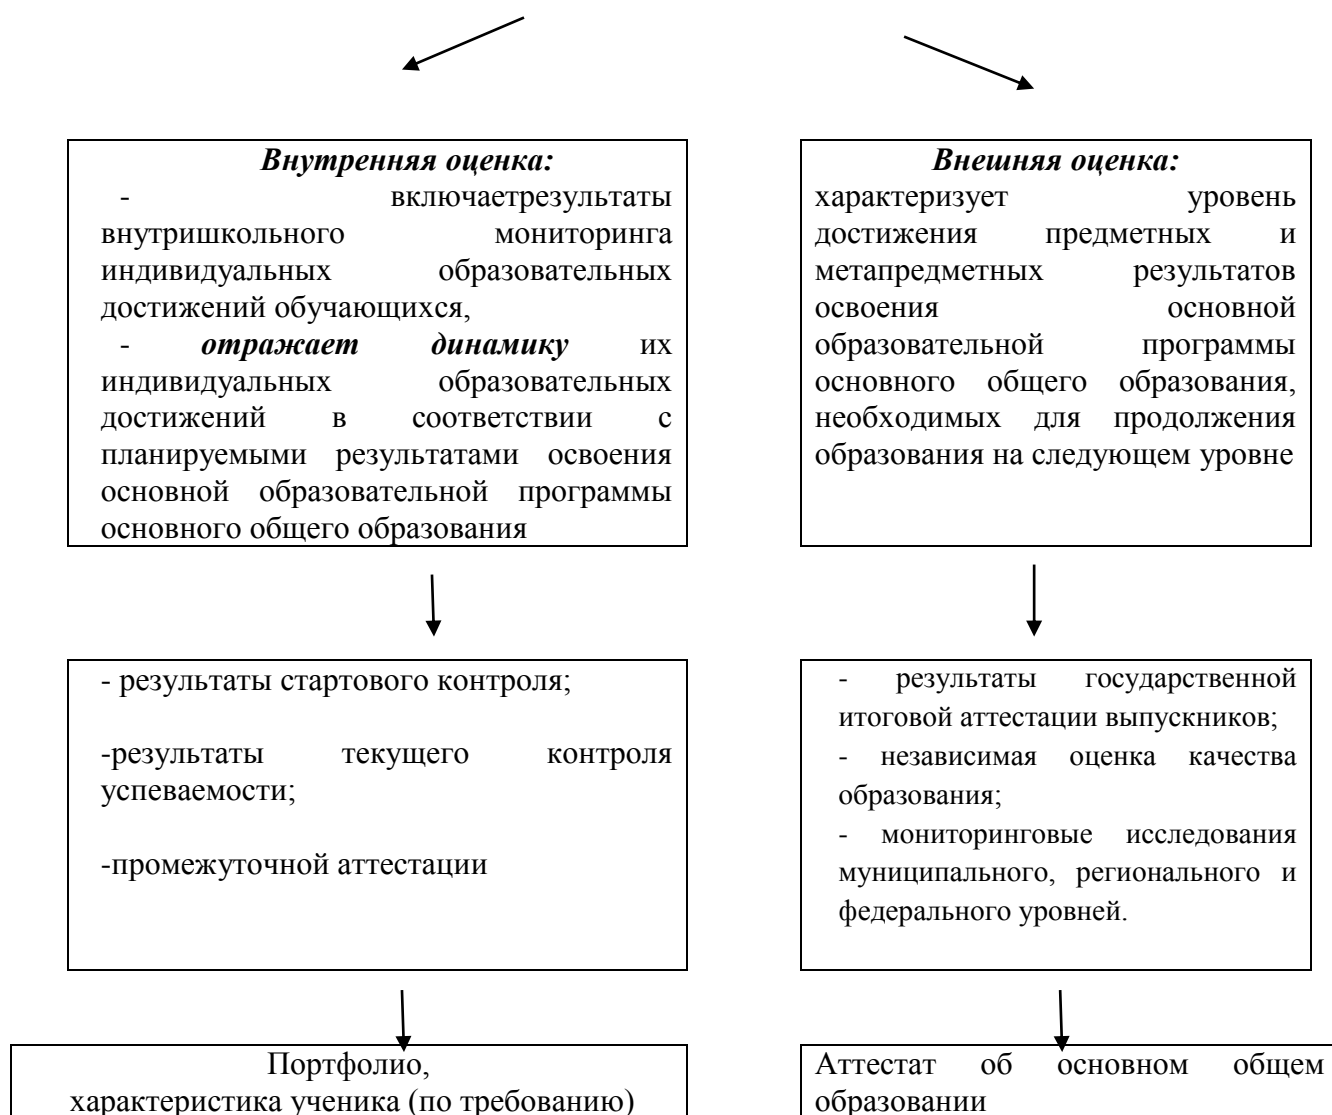 Внутренняя оценка:
- включаетрезультаты
внутришкольного мониторинга
индивидуальных образовательных
достижений обучающихся,
- отражает динамику их
индивидуальных образовательных
достижений в соответствии с
планируемыми результатами освоения
основной образовательной программы
основного общего образования
Внешняя оценка:
характеризует уровень
достижения предметных и
метапредметных результатов
освоения основной
образовательной программы
основного общего образования,
необходимых для продолжения
образования на следующем уровне
- результаты стартового контроля;
-результаты текущего контроля
успеваемости;
-промежуточной аттестации
- результаты государственной
итоговой аттестации выпускников;
- независимая оценка качества
образования;
- мониторинговые исследования
муниципального, регионального и
федерального уровней.
Портфолио,
характеристика ученика (по требованию)
Аттестат об основном общем
образовании